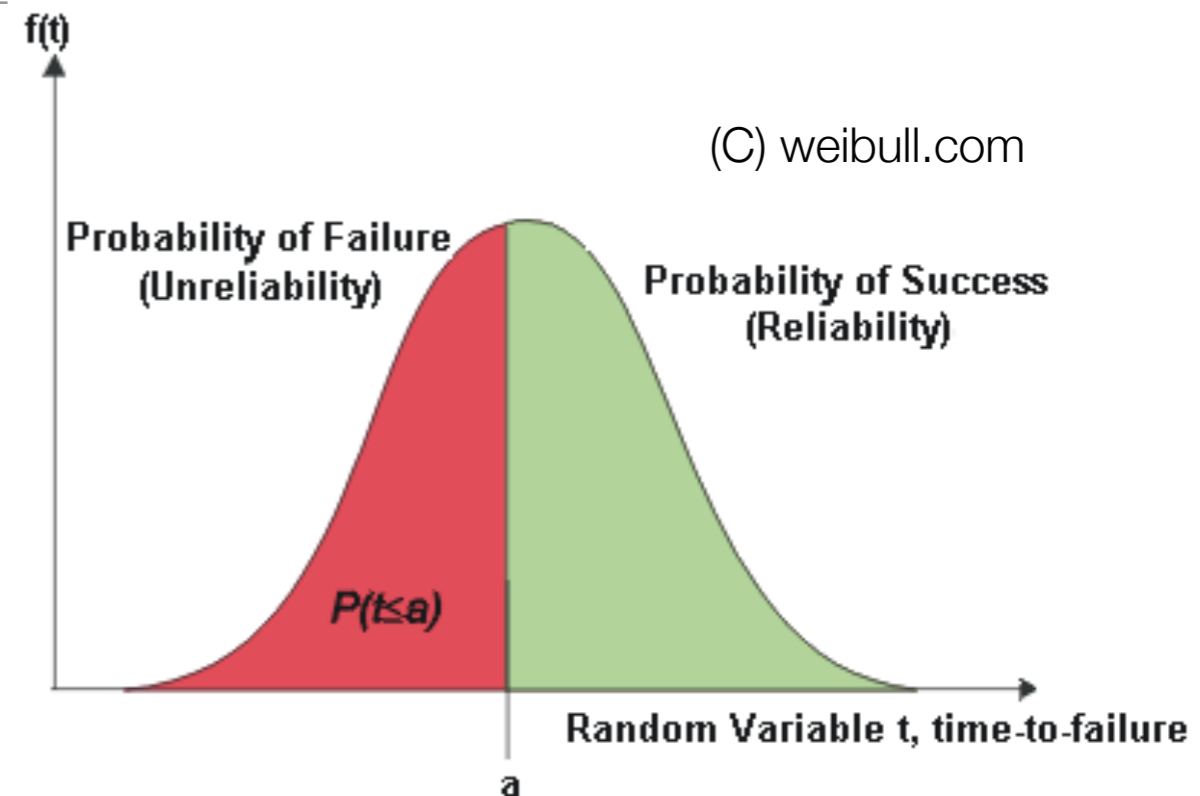 f(t)
(C) weibull.com
Probability of Failure
(Unreliability)
Probability of Success
(Reliability)
P(t≤a)
Random Variable t, time-to-failure
a